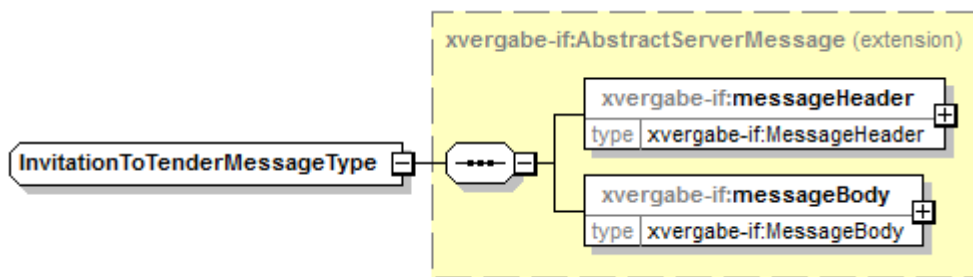 xvergabe-if:AbstractServerMessage (extension)
xvergabe-if:messageHeader
type xvergabe-if:MessageHeader
InvitationToTenderMessageType
xvergabe-if:messageBody
type xvergabe-if:MessageBody